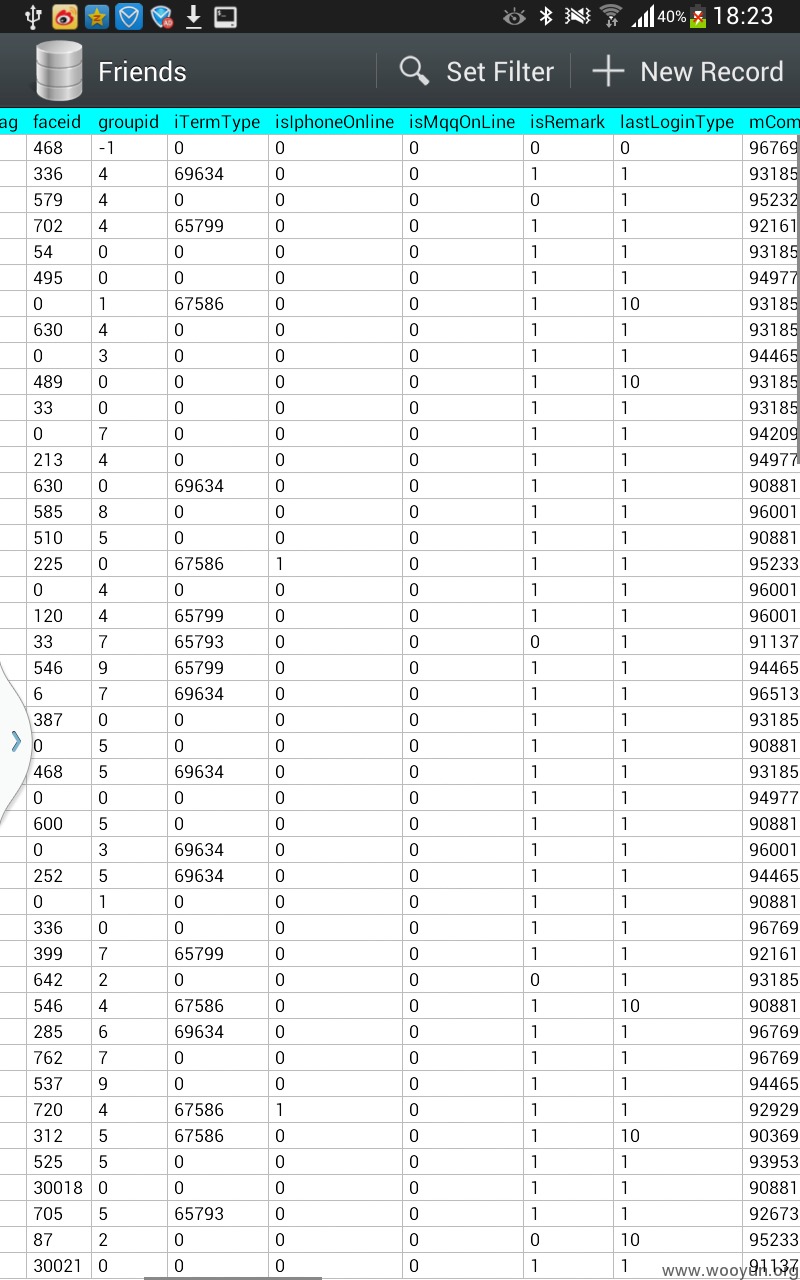 40% 18:23
Friends Set Filter New Record
ag faceid groupid iTermType isIphoneOnline isMqqOnLine isRemark lastLoginType mCom
468 -1 0 0 0 0 0 96769
336 4 69634 0 0 1 1 93185
579 4 0 0 0 0 1 95232
702 4 65799 0 0 1 1 92161
54 0 0 0 0 1 1 93185
495 0 0 0 0 1 1 94977
0 1 67586 0 0 1 10 93185
630 4 0 0 0 1 1 93185
0 3 0 0 0 1 1 94465
489 0 0 0 0 1 10 93185
33 0 0 0 0 1 1 93185
0 7 0 0 0 1 1 94209
213 4 0 0 0 1 1 94977
630 0 69634 0 0 1 1 90881
585 8 0 0 0 1 1 96001
510 5 0 0 0 1 1 90881
225 0 67586 1 0 1 1 95233
0 4 0 0 0 1 1 96001
120 4 65799 0 0 1 1 96001
33 7 65793 0 0 0 1 91137
546 9 65799 0 0 1 1 94465
6 7 69634 0 0 1 1 96513
387 0 0 0 0 1 1 93185
0 5 0 0 0 1 1 90881
468 5 69634 0 0 1 1 93185
0 0 0 0 0 1 1 94977
600 5 0 0 0 1 1 90881
0 3 69634 0 0 1 1 96001
252 5 69634 0 0 1 1 94465
0 1 0 0 0 1 1 90881
336 0 0 0 0 1 1 96769
399 7 65799 0 0 1 1 92161
642 2 0 0 0 0 1 93185
546 4 67586 0 0 1 10 90881
285 6 69634 0 0 1 1 96769
762 7 0 0 0 1 1 96769
537 9 0 0 0 1 1 94465
720 4 67586 1 0 1 1 92929
312 5 67586 0 0 1 10 90369
525 5 0 0 0 1 1 93953
30018 0 0 0 0 1 1 90881
705 5 65793 0 0 1 1 92673
87 2 0 0 0 0 10 95233
30021 0 0 0 0 1 1 91137
www.wooyun.org